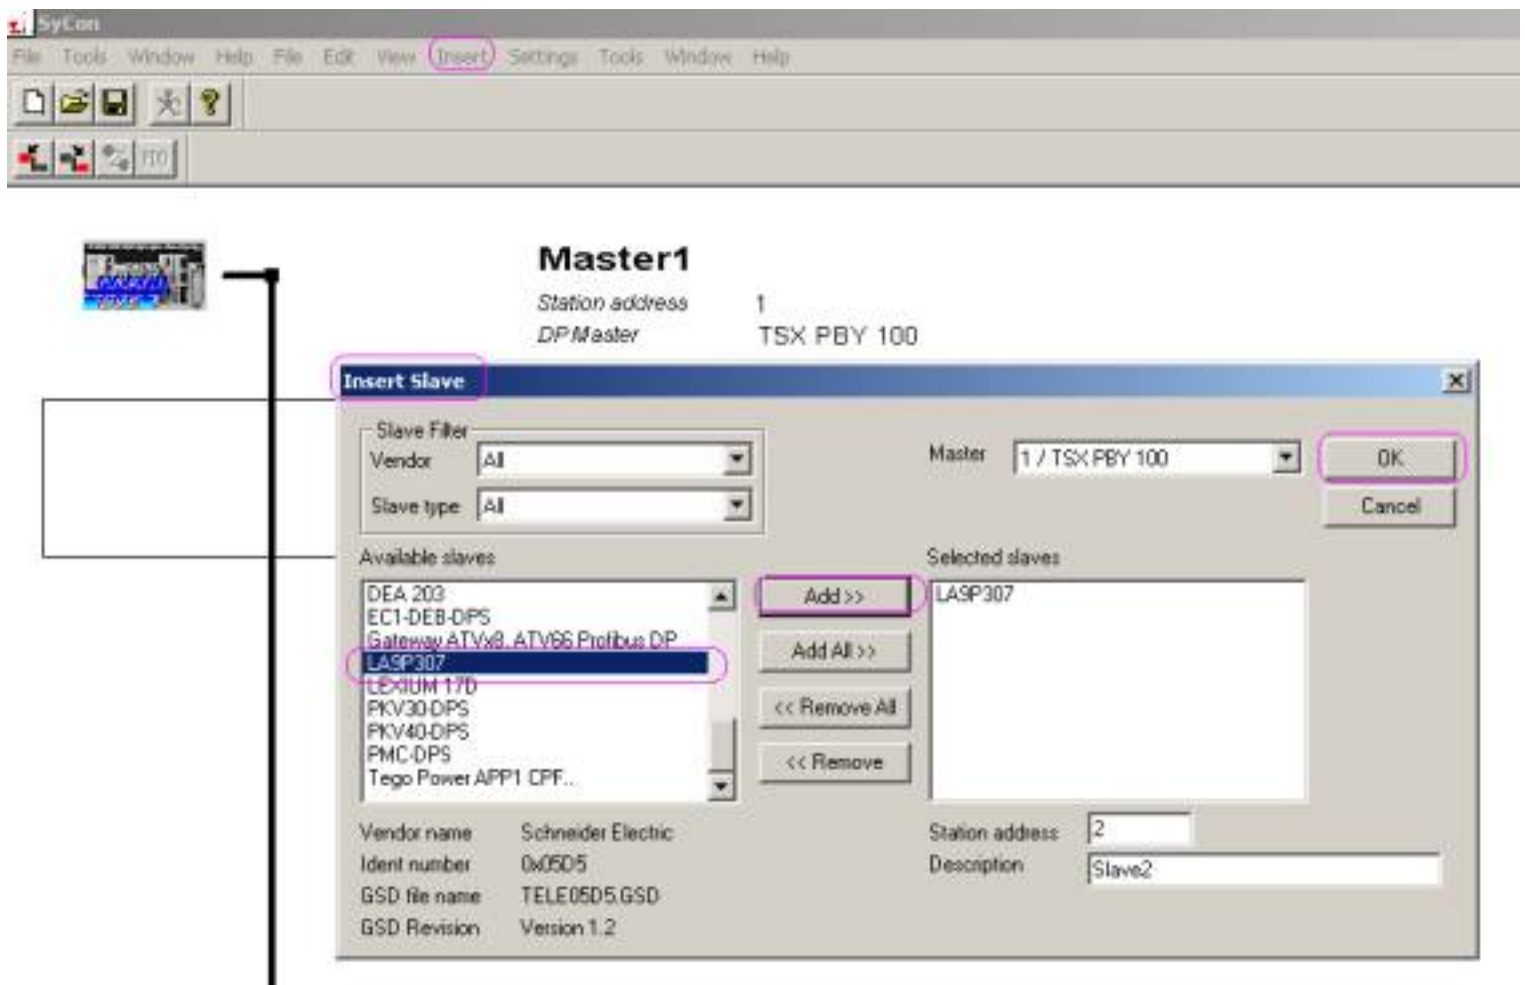 SyCon
File Tools Window Help File Edit View Insert Settings Tools Window Help
Master1
Station address 1
DP Master TSX PBY 100
Insert Slave
Slave Filter
Vendor All
Slave type All
Master 1 / TSX PBY 100
OK
Cancel
Available slaves
DEA 203
EC1-DEB-DPS
Gateway ATVx8, ATV66 Profibus DP
LA9P307
LEXIUM 17D
PKV30-DPS
PKV40-DPS
PMC-DPS
Tego Power APP1 CPF...
Add >>
Add All >>
<< Remove All
<< Remove
Selected slaves
LA9P307
Vendor name Schneider Electric
Ident number 0x05D5
GSD file name TELE05D5.GSD
GSD Revision Version 1.2
Station address 2
Description Slave2